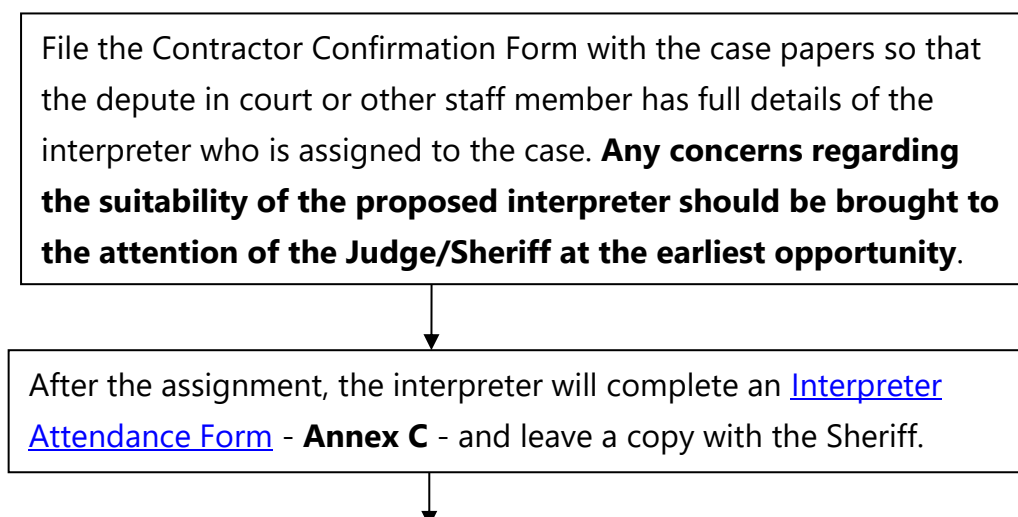 File the Contractor Confirmation Form with the case papers so that
the depute in court or other staff member has full details of the
interpreter who is assigned to the case. Any concerns regarding
the suitability of the proposed interpreter should be brought to
the attention of the Judge/Sheriff at the earliest opportunity.
After the assignment, the interpreter will complete an Interpreter
Attendance Form - Annex C - and leave a copy with the Sheriff.